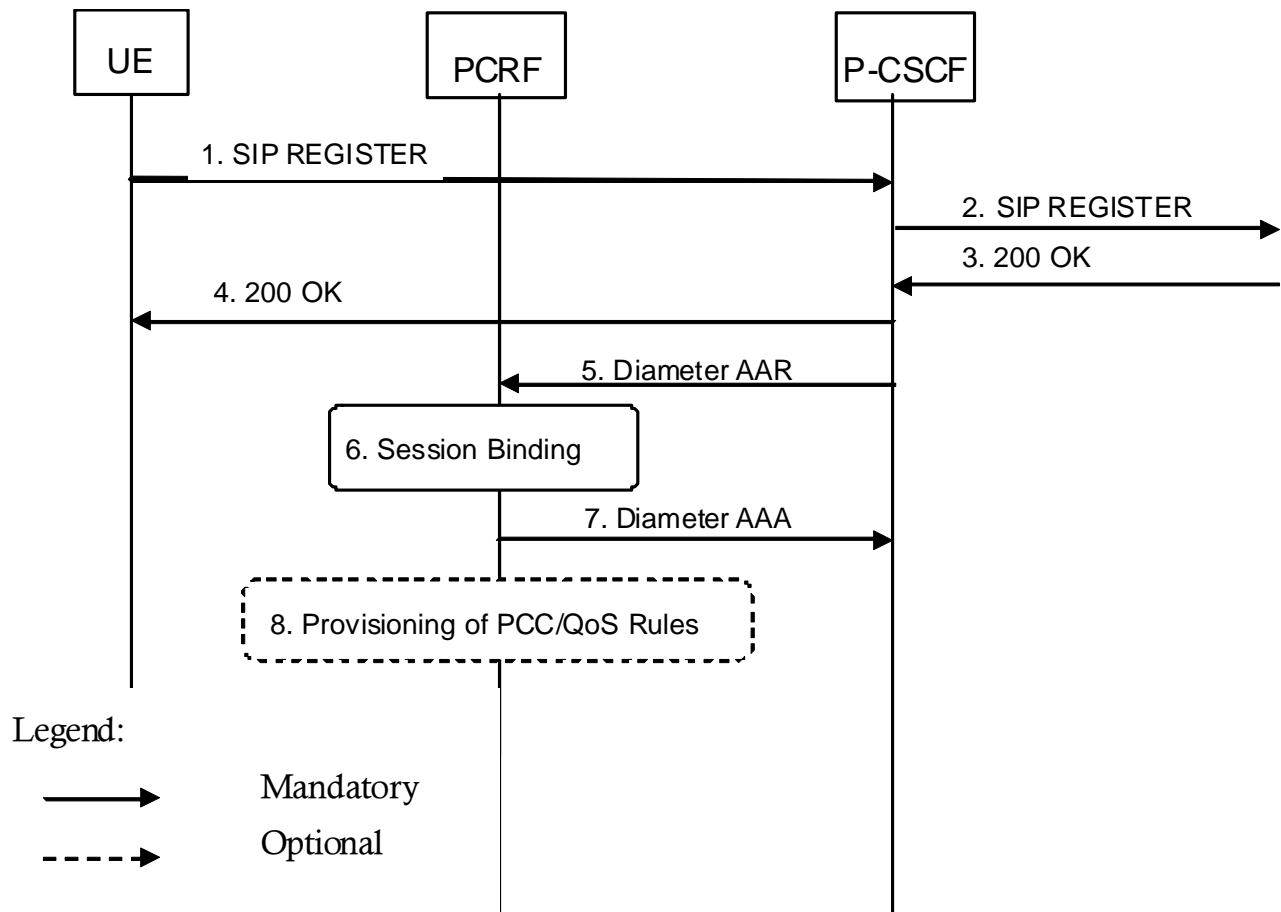 UE
PCRF
P-CSCF
1. SIP REGISTER
2. SIP REGISTER
3. 200 OK
4. 200 OK
5. Diameter AAR
6. Session Binding
7. Diameter AAA
8. Provisioning of PCC/QoS Rules
Legend:
Mandatory
Optional